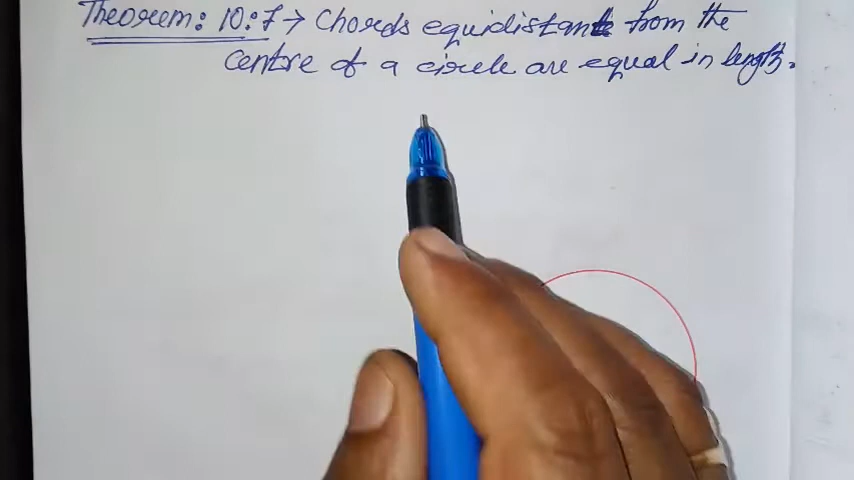 Theorem: 10:7 → Chords equidistant from the
centre of a circle are equal in length.